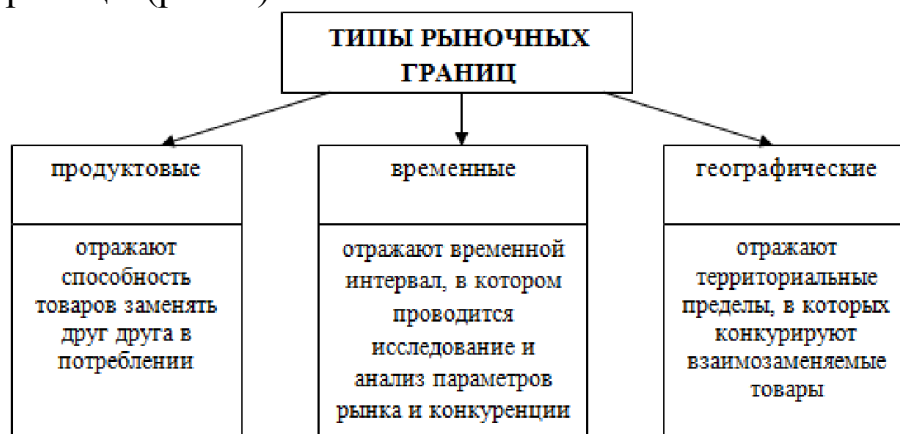 ТИПЫ РЫНОЧНЫХ
ГРАНИЦ
продуктовые
отражают
способность
товаров заменять
друг друга в
потреблении
временные
отражают временной
интервал, в котором
проводится
исследование и
анализ параметров
рынка и конкуренции
географические
отражают
территориальные
пределы, в которых
конкурируют
взаимозаменяемые
товары